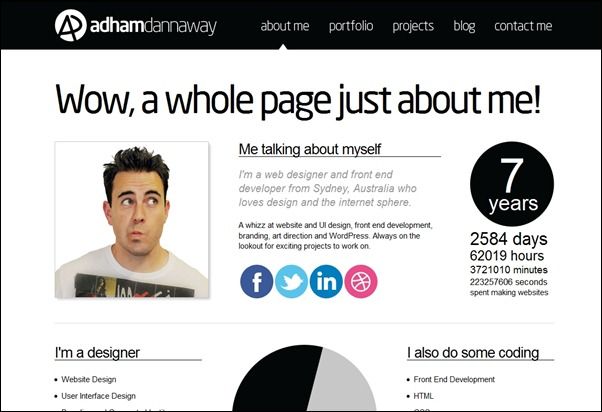 adhamdannaway
about me portfolio projects blog contact me
Wow, a whole page just about me!
Me talking about myself
I'm a web designer and front end
developer from Sydney, Australia who
loves design and the internet sphere.
A whizz at website and UI design, front end development,
branding, art direction and WordPress. Always on the
lookout for exciting projects to work on.
7
years
2584 days
62019 hours
3721010 minutes
223257606 seconds
spent making websites
I'm a designer
Website Design
User Interface Design
I also do some coding
Front End Development
HTML